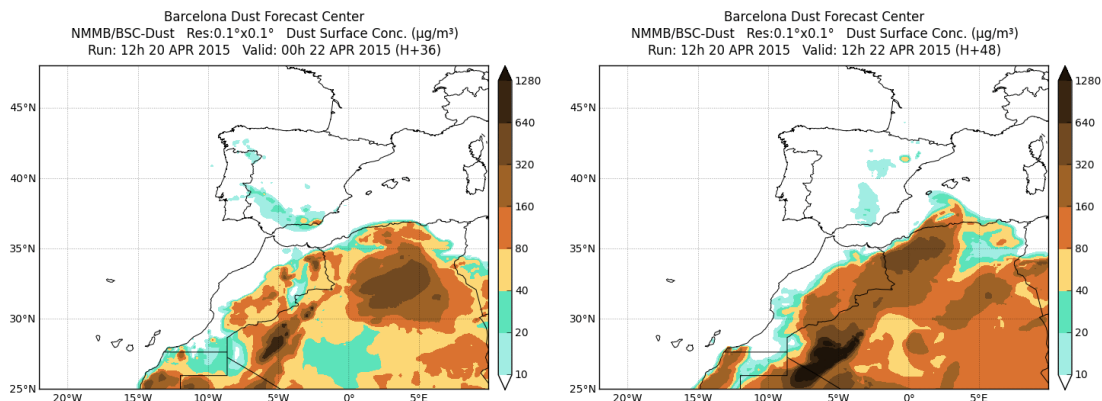 Barcelona Dust Forecast Center
NMMB/BSC-Dust Res:0.1°x0.1° Dust Surface Conc. (µg/m³)
Run: 12h 20 APR 2015 Valid: 00h 22 APR 2015 (H+36)
45°N
40°N
35°N
30°N
25°N
20°W
15°W
10°W
5°W
0°
5°E
1280
640
320
160
80
40
20
10
Barcelona Dust Forecast Center
NMMB/BSC-Dust Res:0.1°x0.1° Dust Surface Conc. (µg/m³)
Run: 12h 20 APR 2015 Valid: 12h 22 APR 2015 (H+48)
45°N
40°N
35°N
30°N
25°N
20°W
15°W
10°W
5°W
0°
5°E
1280
640
320
160
80
40
20
10